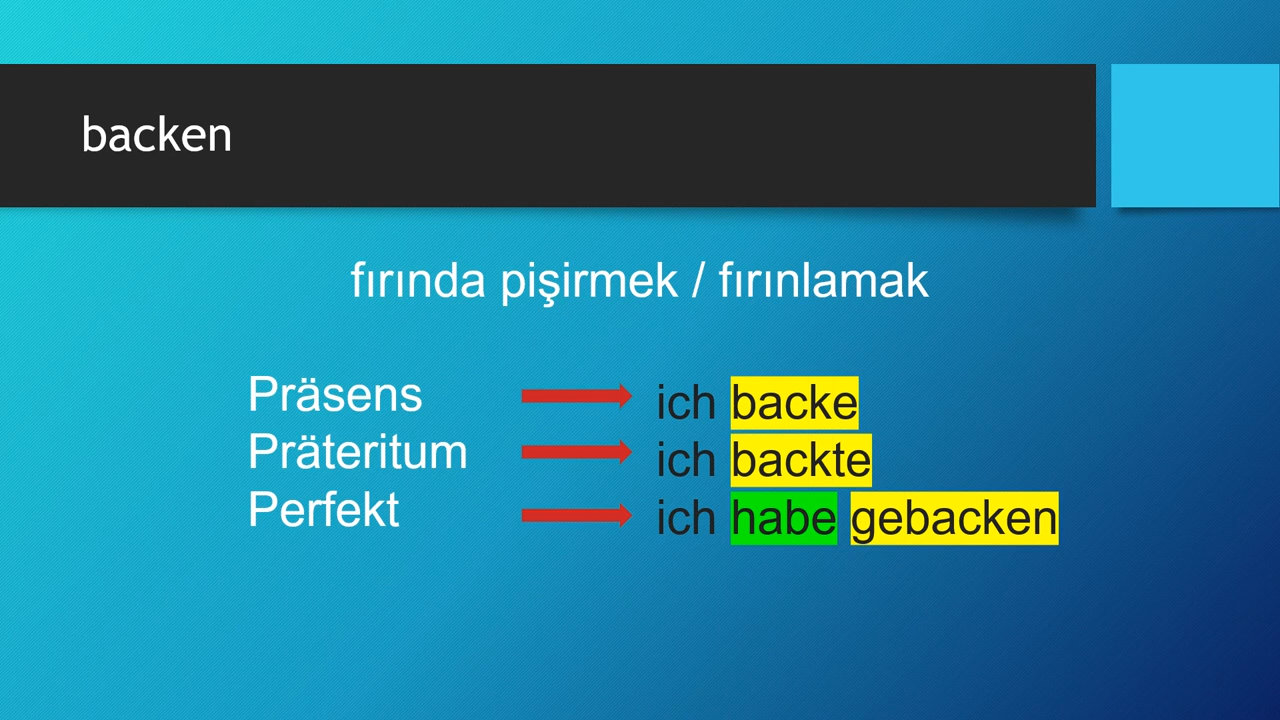 backen
fırında pişirmek / fırınlamak
Präsens ich backe
Präteritum ich backte
Perfekt ich habe gebacken